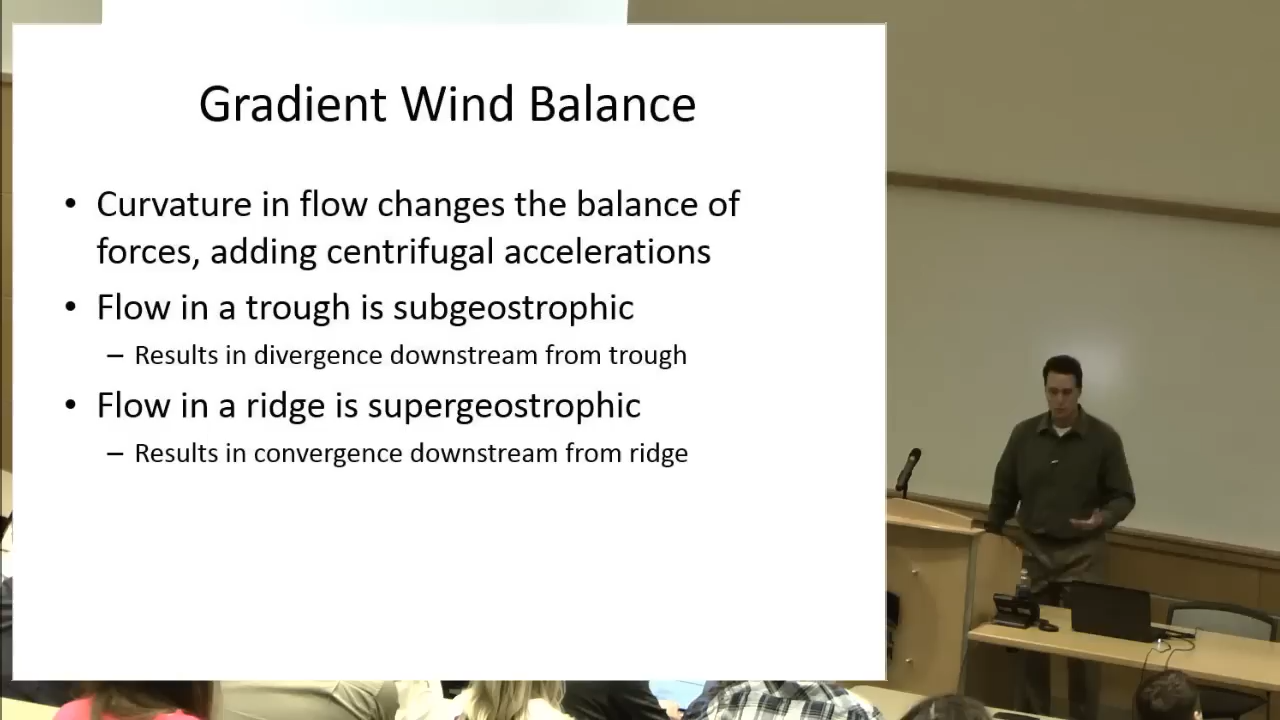 Gradient Wind Balance
• Curvature in flow changes the balance of
forces, adding centrifugal accelerations
• Flow in a trough is subgeostrophic
– Results in divergence downstream from trough
• Flow in a ridge is supergeostrophic
– Results in convergence downstream from ridge